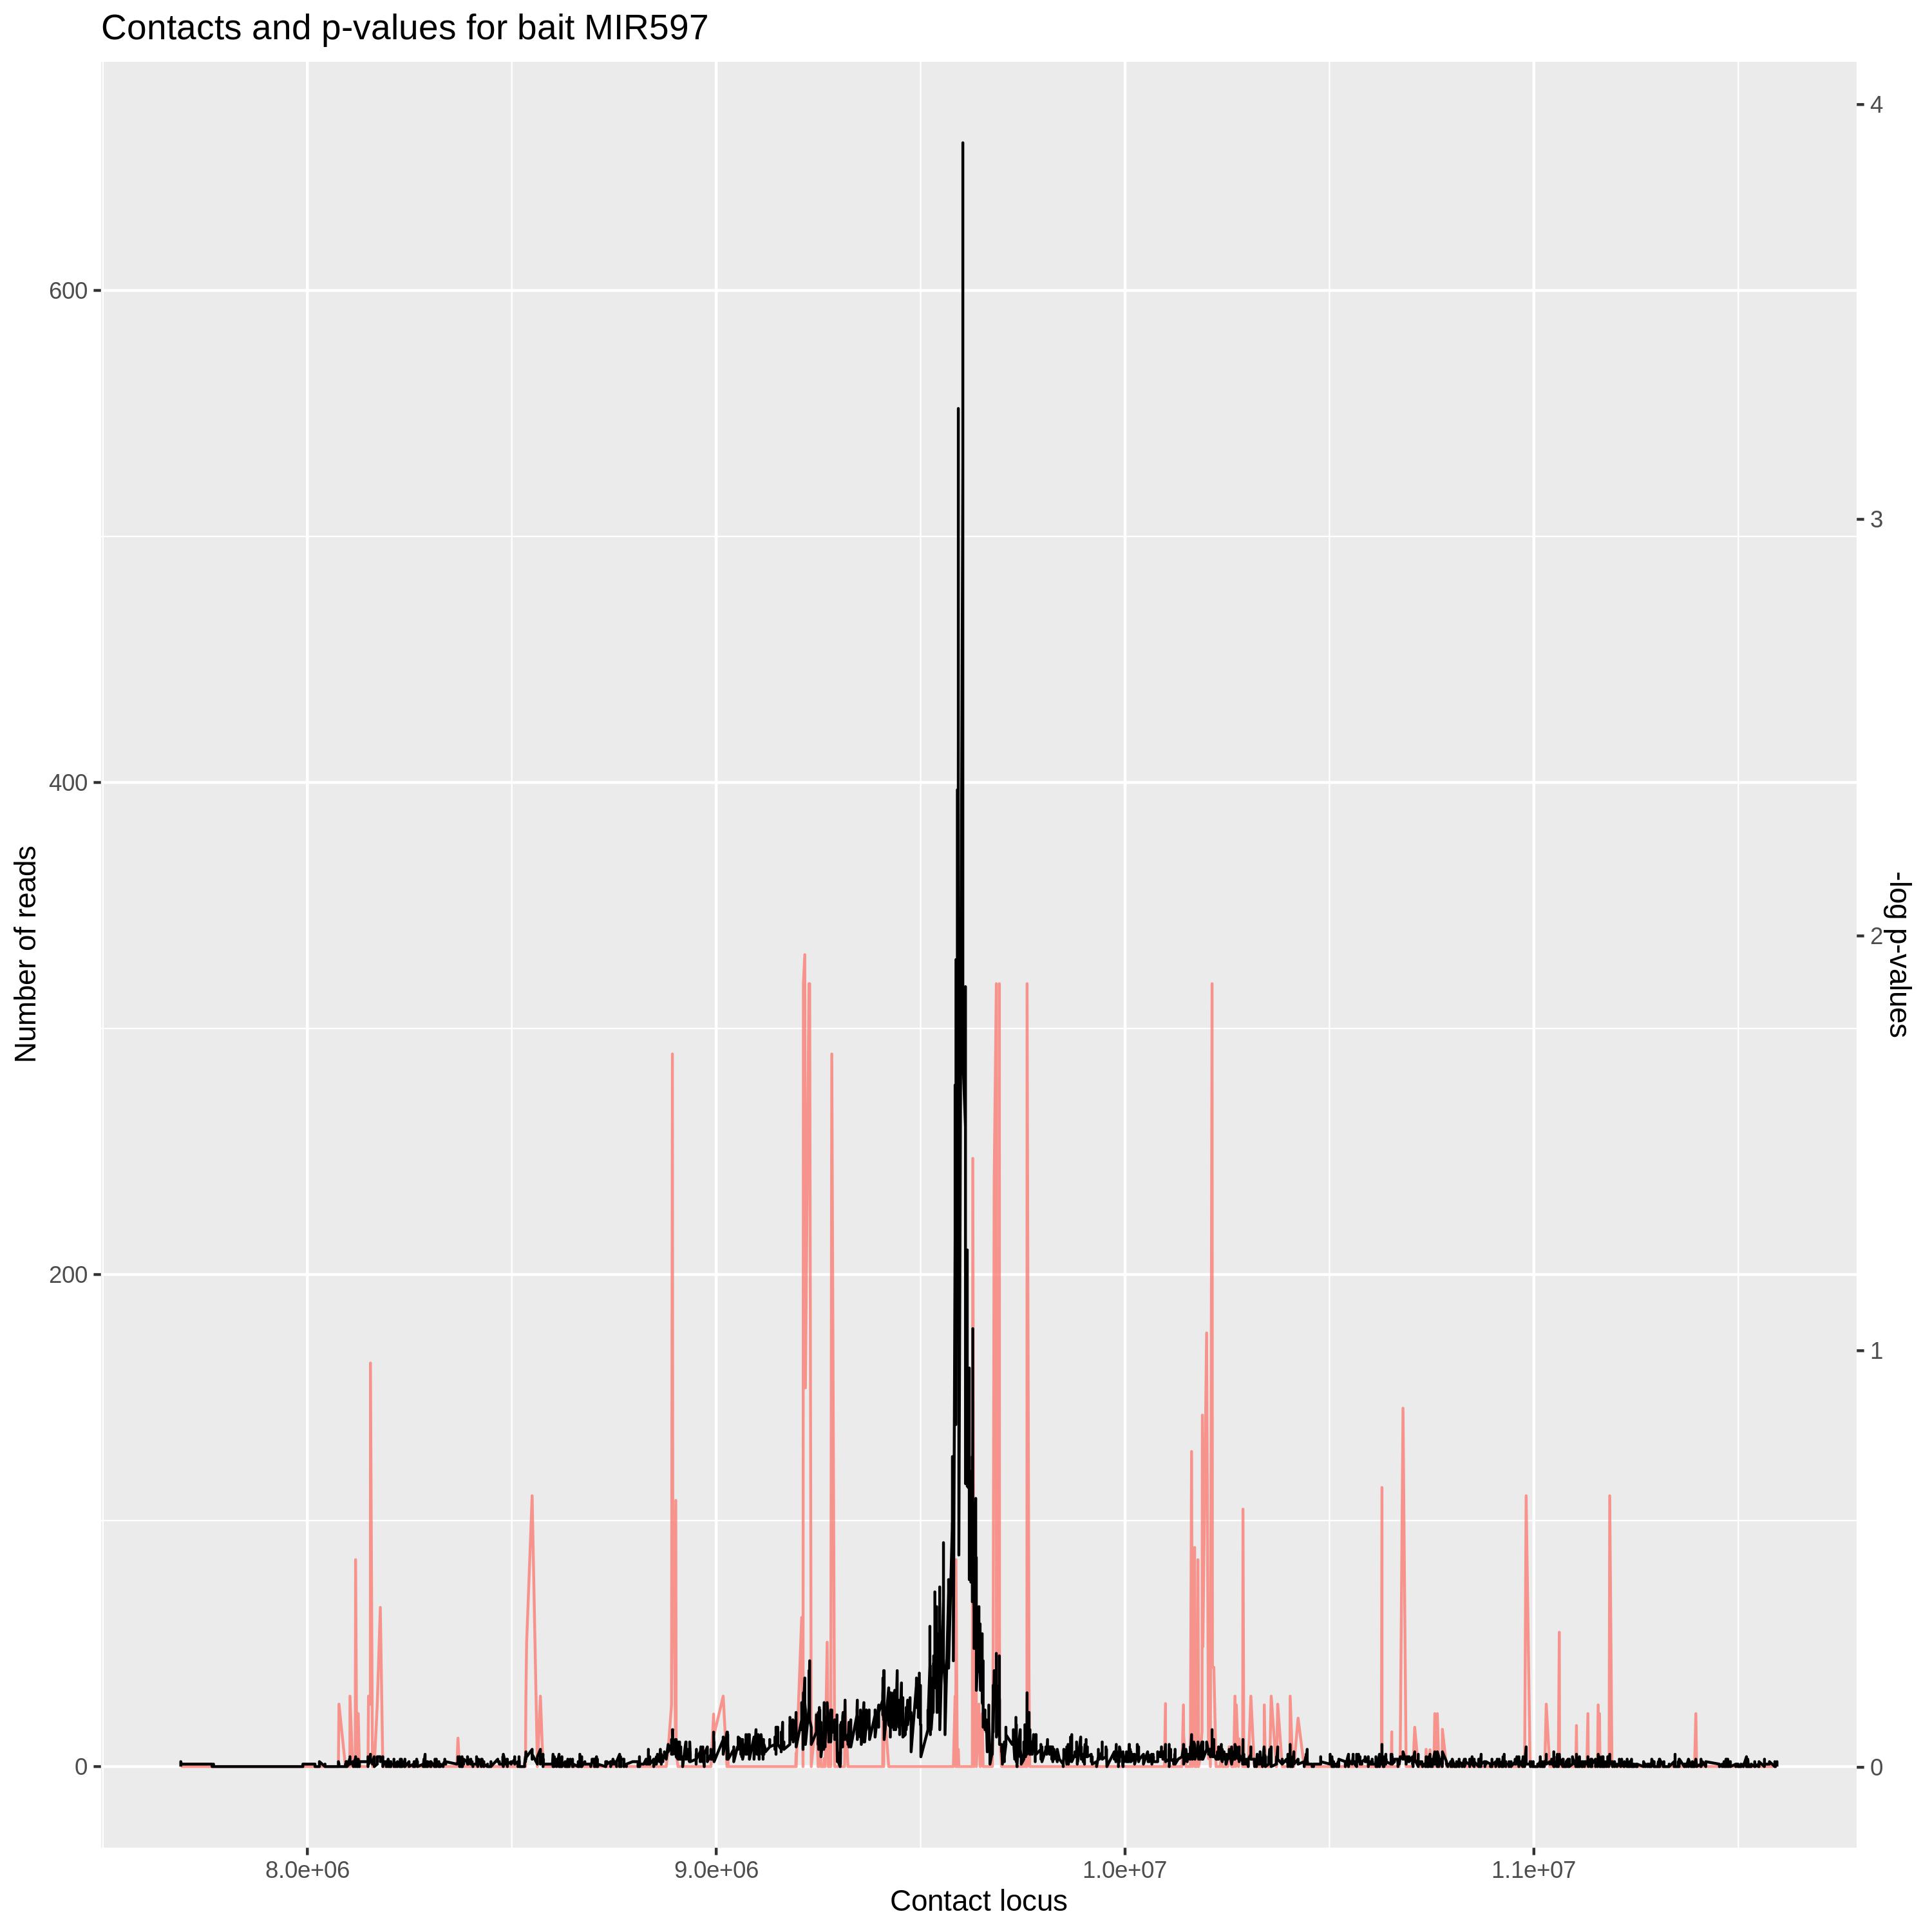 Contacts and p-values for bait MIR597
4
600
3
400
Number of reads
2
-log p-values
200
1
0
0
8.0e+06
9.0e+06
1.0e+07
1.1e+07
Contact locus